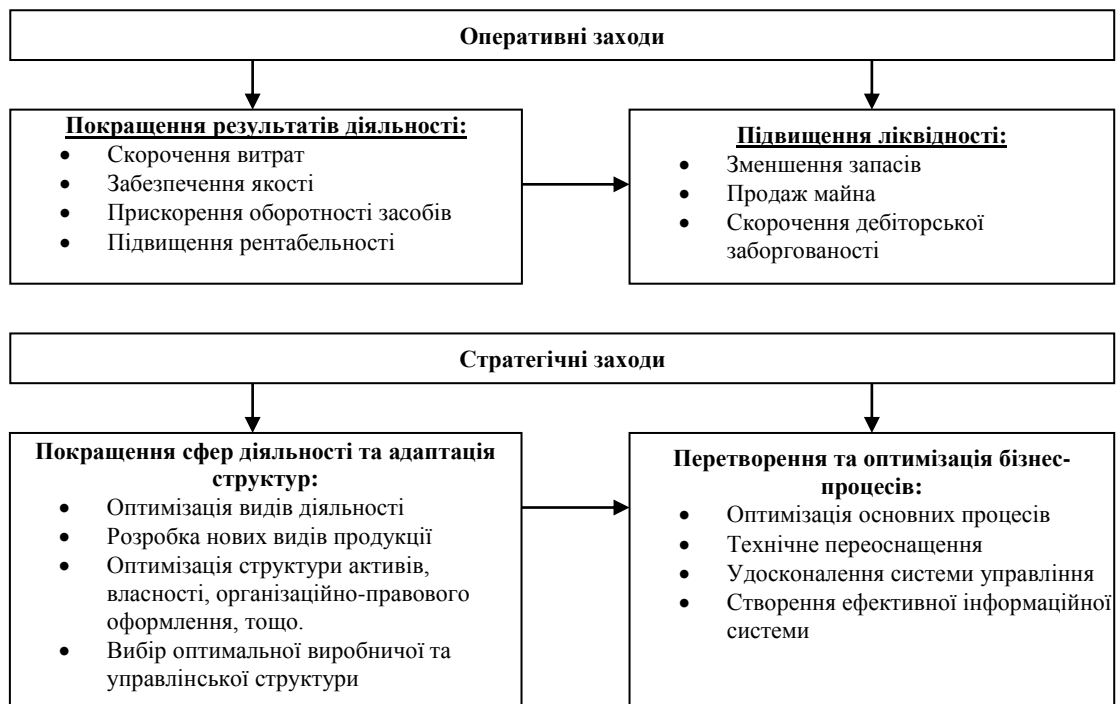 Оперативні заходи
Покращення результатів діяльності:
• Скорочення витрат
• Забезпечення якості
• Прискорення оборотності засобів
• Підвищення рентабельності
Підвищення ліквідності:
• Зменшення запасів
• Продаж майна
• Скорочення дебіторської
заборгованості
Стратегічні заходи
Покращення сфер діяльності та адаптація
структур:
• Оптимізація видів діяльності
• Розробка нових видів продукції
• Оптимізація структури активів,
власності, організаційно-правового
оформлення, тощо.
• Вибір оптимальної виробничої та
управлінської структури
Перетворення та оптимізація бізнес-
процесів:
• Оптимізація основних процесів
• Технічне переоснащення
• Удосконалення системи управління
• Створення ефективної інформаційної
системи